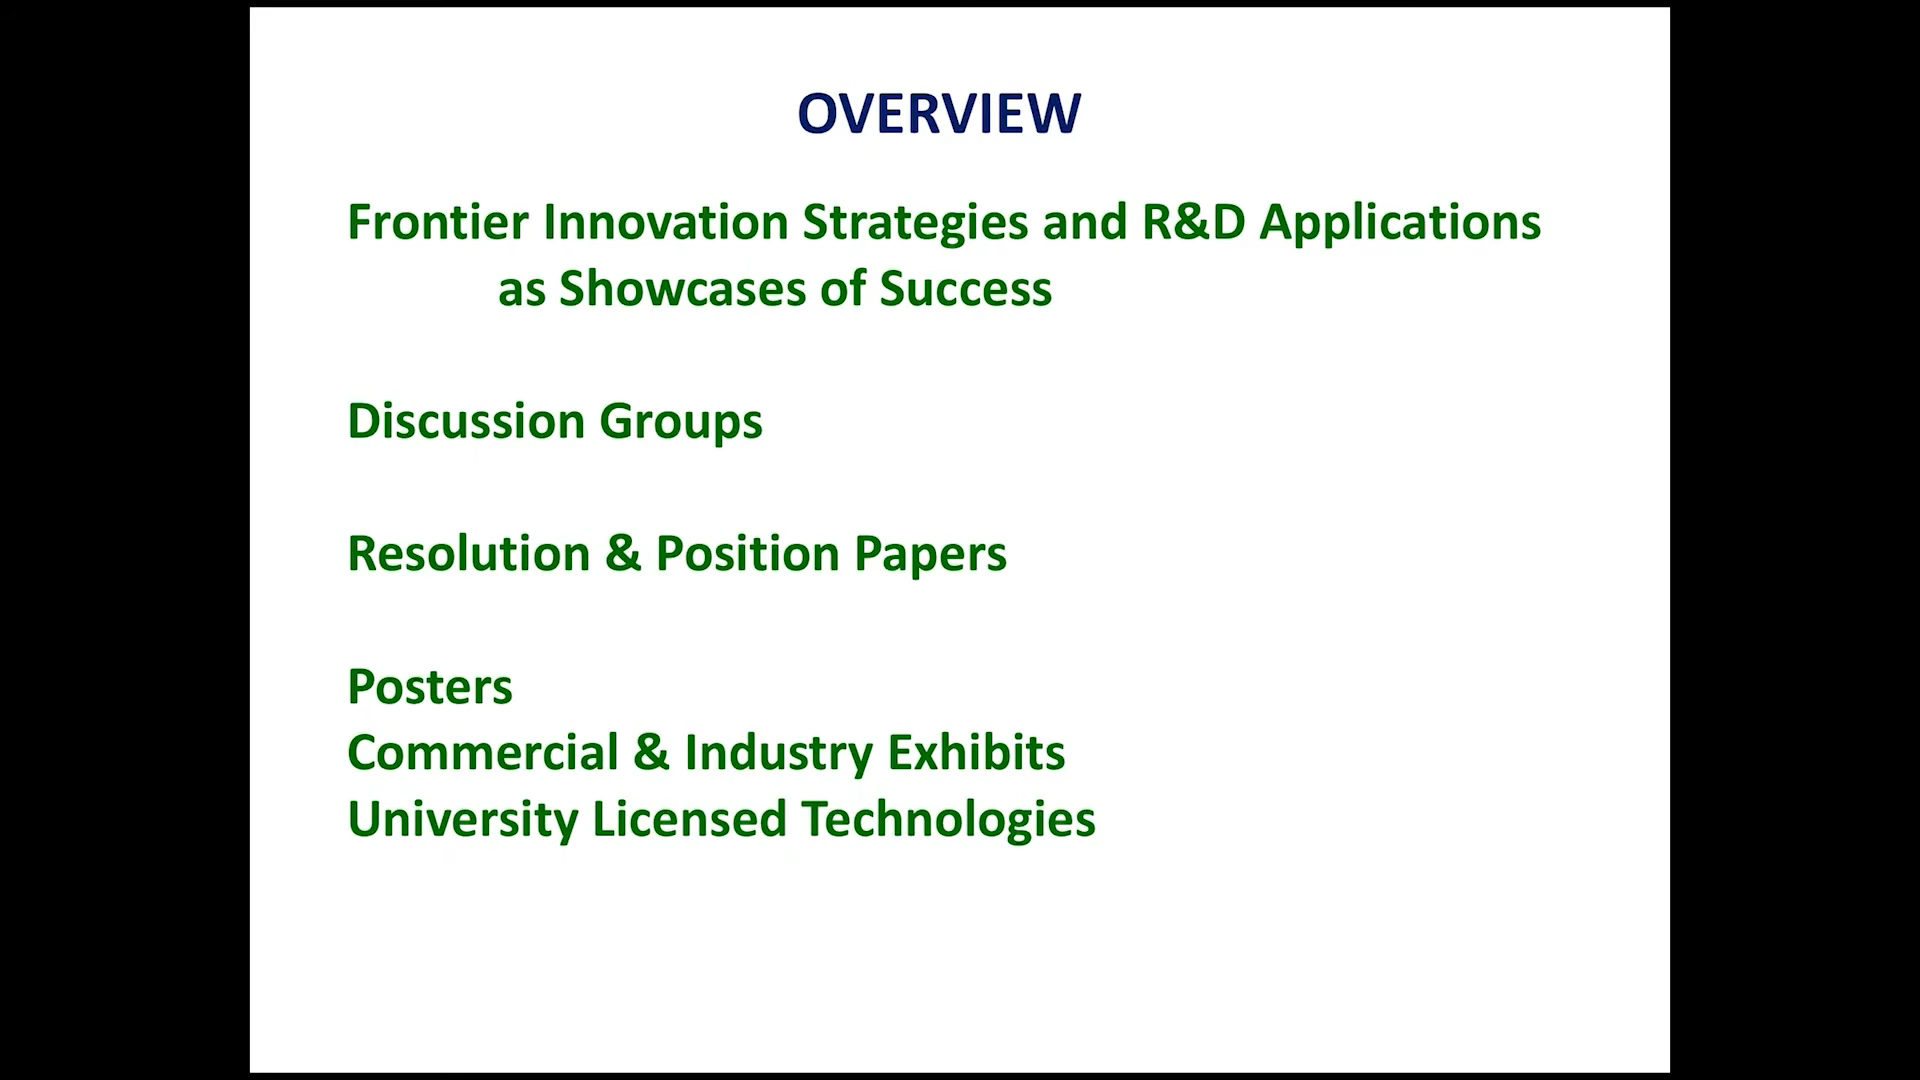 OVERVIEW
Frontier Innovation Strategies and R&D Applications
as Showcases of Success
Discussion Groups
Resolution & Position Papers
Posters
Commercial & Industry Exhibits
University Licensed Technologies